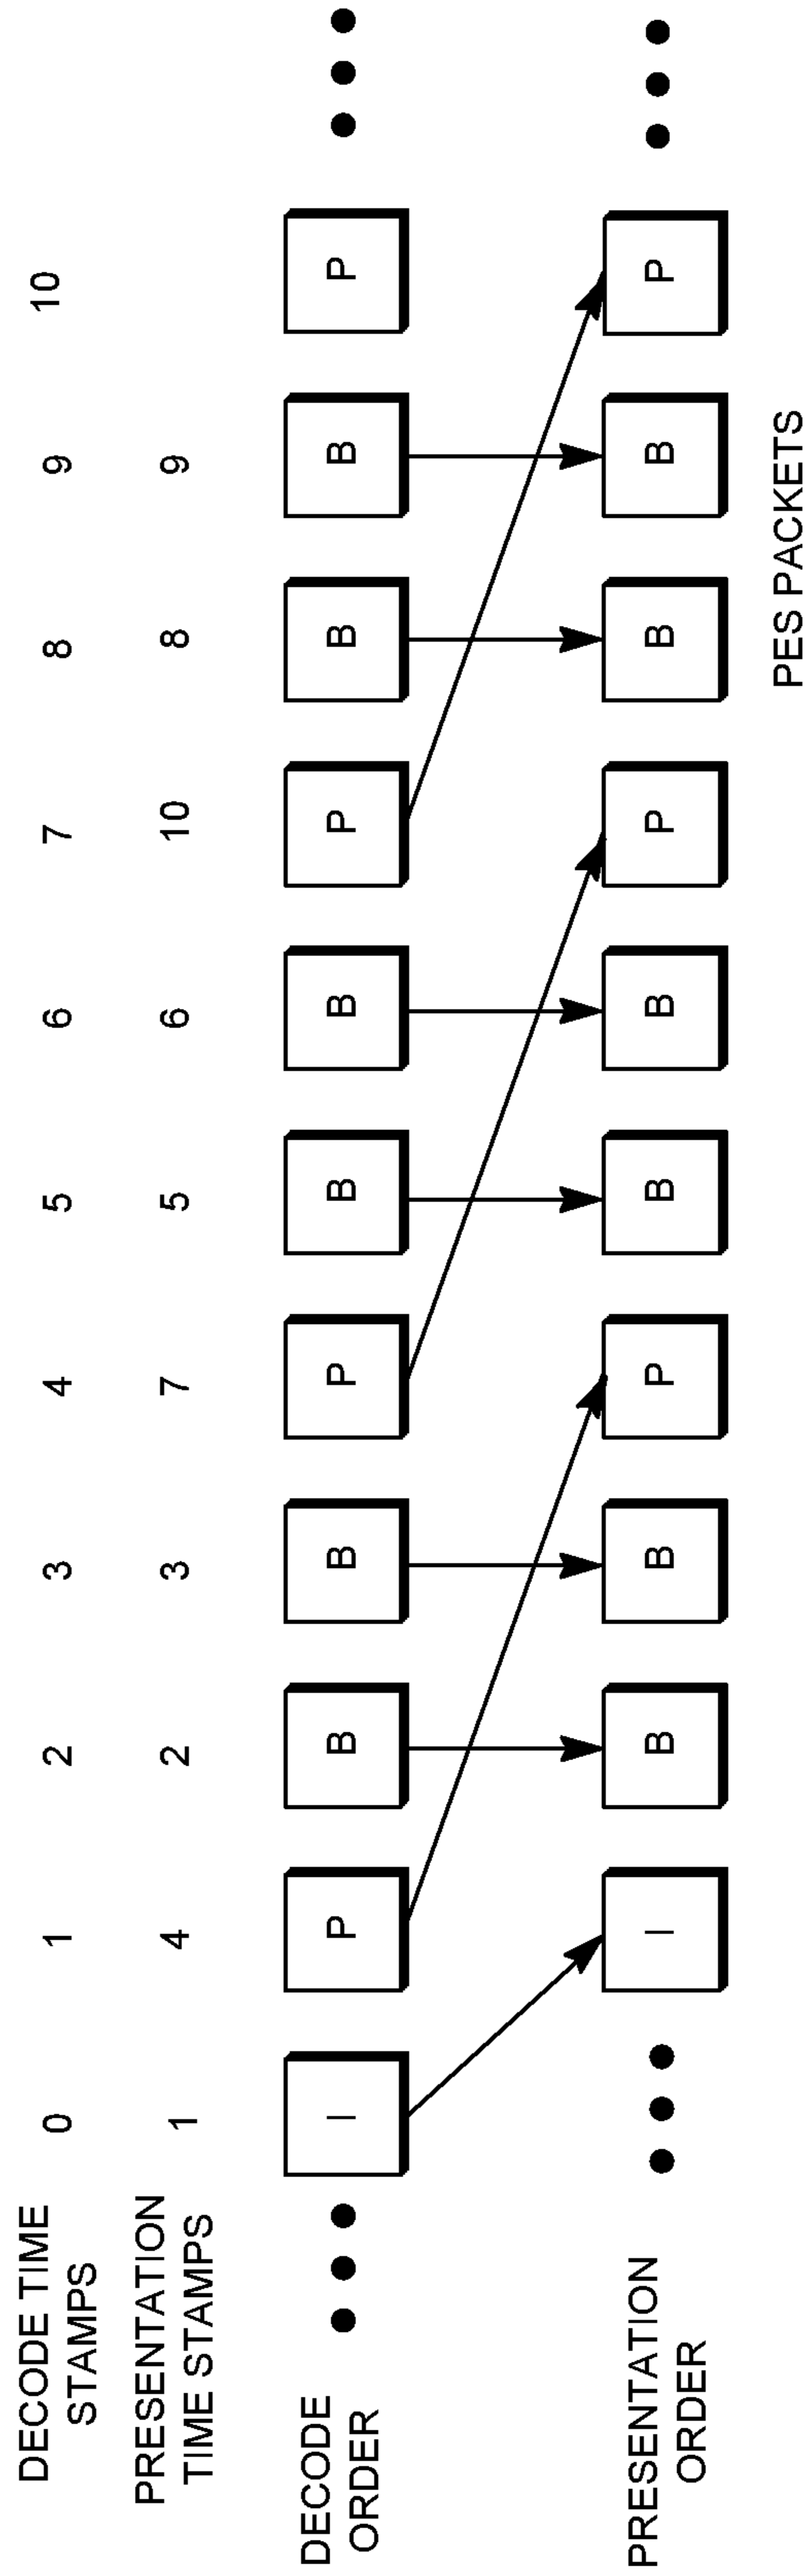 DECODE TIME
STAMPS
0 1 2 3 4 5 6 7 8 9 10
PRESENTATION
TIME STAMPS
1 4 2 3 7 5 6 10 8 9
DECODE
ORDER
I P B B P B B P B B P
PRESENTATION
ORDER
I B B P B B P B B P
PES PACKETS